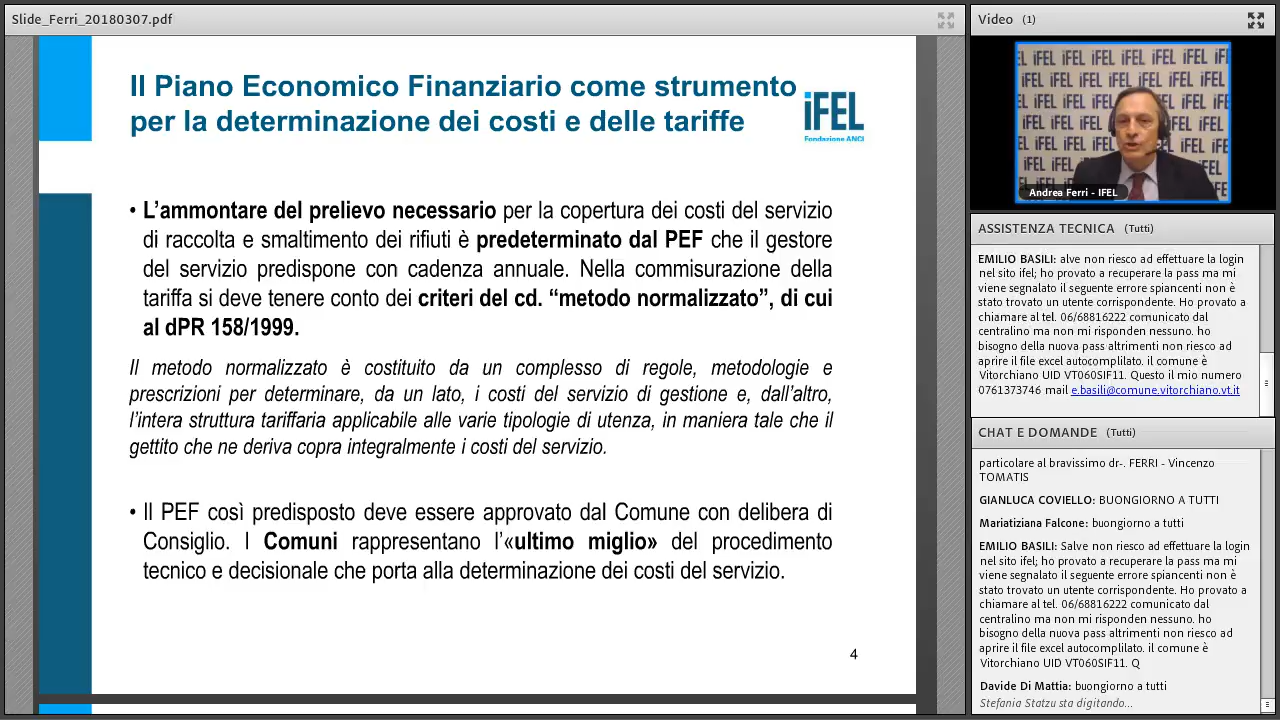 Slide_Ferri_20180307.pdf
Il Piano Economico Finanziario come strumento
per la determinazione dei costi e delle tariffe
iFEL
Fondazione ANCI
• L'ammontare del prelievo necessario per la copertura dei costi del servizio
di raccolta e smaltimento dei rifiuti è predeterminato dal PEF che il gestore
del servizio predispone con cadenza annuale. Nella commisurazione della
tariffa si deve tenere conto dei criteri del cd. “metodo normalizzato”, di cui
al dPR 158/1999.
Il metodo normalizzato è costituito da un complesso di regole, metodologie e
prescrizioni per determinare, da un lato, i costi del servizio di gestione e, dall’altro,
l’intera struttura tariffaria applicabile alle varie tipologie di utenza, in maniera tale che il
gettito che ne deriva copra integralmente i costi del servizio.
• Il PEF così predisposto deve essere approvato dal Comune con delibera di
Consiglio. I Comuni rappresentano l’«ultimo miglio» del procedimento
tecnico e decisionale che porta alla determinazione dei costi del servizio.
4
Video (1)
iFEL
Andrea Ferri - IFEL
ASSISTENZA TECNICA (Tutti)
EMILIO BASILI: alve non riesco ad effettuare la login
nel sito ifel; ho provato a recuperare la pass ma mi
viene segnalato il seguente errore spiancenti non è
stato trovato un utente corrispondente. Ho provato a
chiamare al tel. 06/68816222 comunicato dal
centralino ma non mi risponden nessuno. ho
bisogno della nuova pass altrimenti non riesco ad
aprire il file excel autocomplilato. il comune è
Vitorchiano UID VT060SIF11. Questo il mio numero
0761373746 mail e.basili@comune.vitorchiano.vt.it
CHAT E DOMANDE (Tutti)
particolare al bravissimo dr-. FERRI - Vincenzo
TOMATIS
GIANLUCA COVIELLO: BUONGIORNO A TUTTI
Mariatiziana Falcone: buongiorno a tutti
EMILIO BASILI: Salve non riesco ad effettuare la login
nel sito ifel; ho provato a recuperare la pass ma mi
viene segnalato il seguente errore spiancenti non è
stato trovato un utente corrispondente. Ho provato a
chiamare al tel. 06/68816222 comunicato dal
centralino ma non mi risponden nessuno. ho
bisogno della nuova pass altrimenti non riesco ad
aprire il file excel autocomplilato. il comune è
Vitorchiano UID VT060SIF11. Q
Davide Di Mattia: buongiorno a tutti
Stefania Statzu sta digitando...